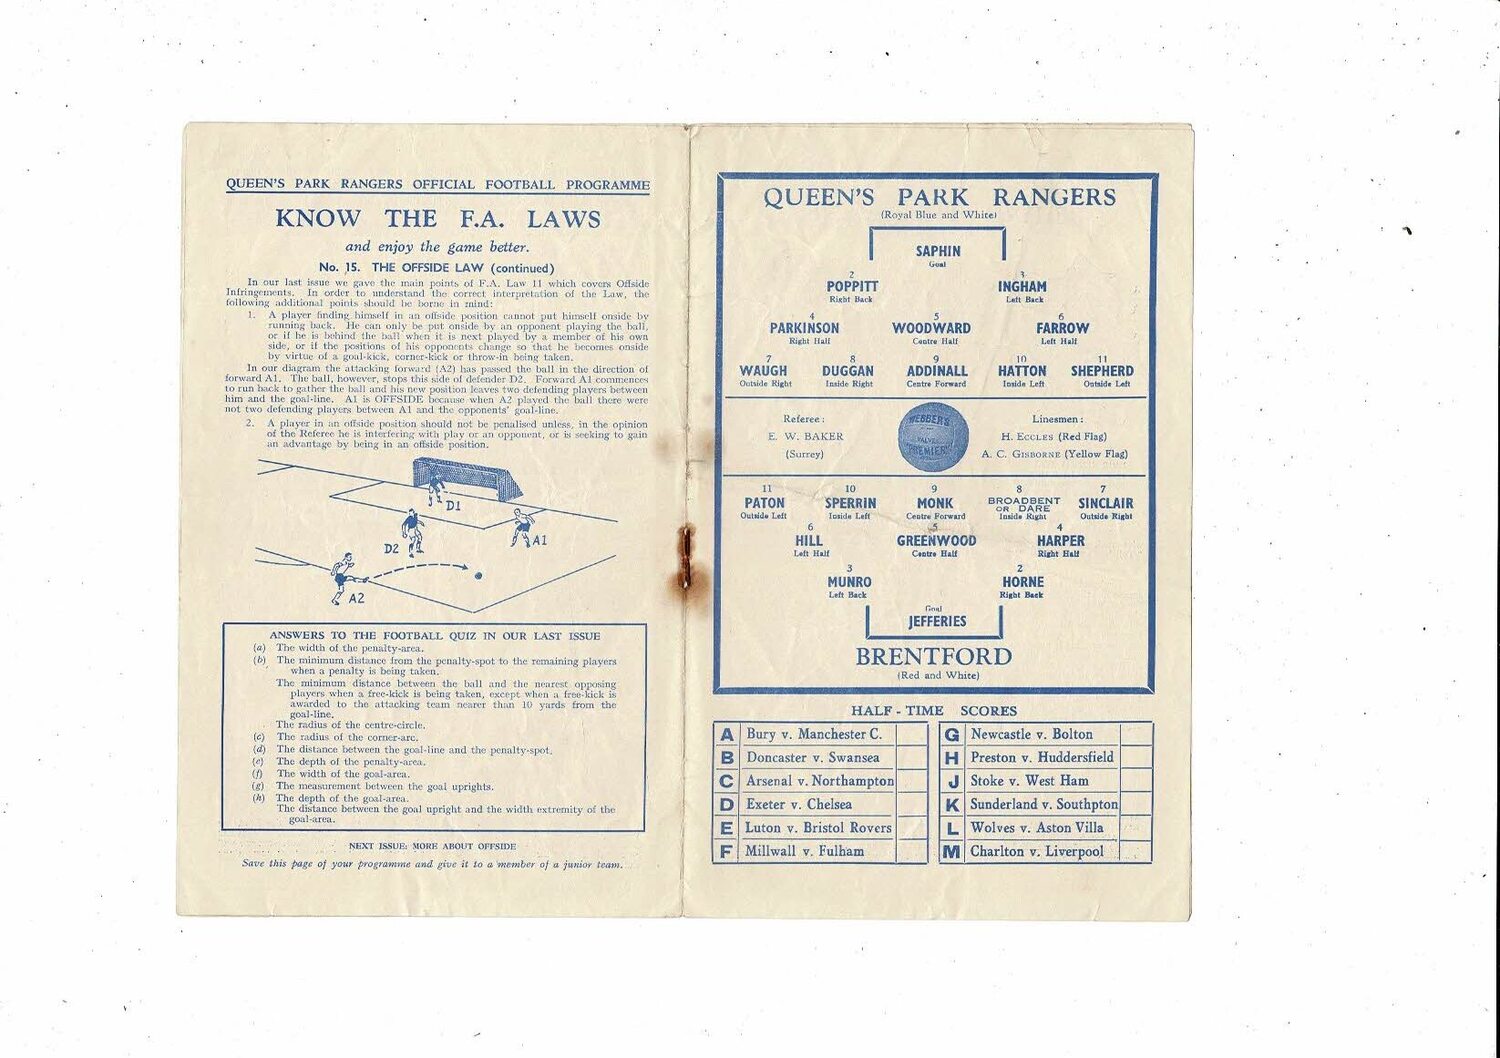 QUEEN'S PARK RANGERS OFFICIAL FOOTBALL PROGRAMME
KNOW THE F.A. LAWS
and enjoy the game better.
No. 15. THE OFFSIDE LAW (continued)
In our last issue we gave the main points of F.A. Law 11 which covers Offside
Infringements. In order to understand the correct interpretation of the Law, the
following additional points should be borne in mind:
1. A player finding himself in an offside position cannot put himself onside by
running back. He can only be put onside by an opponent playing the ball,
or if he is behind the ball when it is next played by a member of his own
side, or if the positions of his opponents change so that he becomes onside
by virtue of a goal-kick, corner-kick or throw-in being taken.
In our diagram the attacking forward (A2) has passed the ball in the direction of
forward A1. The ball, however, stops this side of defender D2. Forward A1 commences
to run back to gather the ball and his new position leaves two defending players between
him and the goal-line. A1 is OFFSIDE because when A2 played the ball there were
not two defending players between A1 and the opponents' goal-line.
2. A player in an offside position should not be penalised unless, in the opinion
of the Referee he is interfering with play or an opponent, or is seeking to gain
an advantage by being in an offside position.
D1
A1
D2
A2
ANSWERS TO THE FOOTBALL QUIZ IN OUR LAST ISSUE
(a) The width of the penalty-area.
(b) The minimum distance from the penalty-spot to the remaining players
when a penalty is being taken.
The minimum distance between the ball and the nearest opposing
players when a free-kick is being taken, except when a free-kick is
awarded to the attacking team nearer than 10 yards from the
goal-line.
The radius of the centre-circle.
(c) The radius of the corner-arc.
(d) The distance between the goal-line and the penalty-spot.
(e) The depth of the penalty-area.
(f) The width of the goal-area.
(g) The measurement between the goal uprights.
(h) The depth of the goal-area.
The distance between the goal upright and the width extremity of the
goal-area.
NEXT ISSUE: MORE ABOUT OFFSIDE
Save this page of your programme and give it to a member of a junior team.
QUEEN'S PARK RANGERS
(Royal Blue and White)
SAPHIN
Goal
2 3
POPPITT INGHAM
Right Back Left Back
4 5 6
PARKINSON WOODWARD FARROW
Right Half Centre Half Left Half
7 8 9 10 11
WAUGH DUGGAN ADDINALL HATTON SHEPHERD
Outside Right Inside Right Centre Forward Inside Left Outside Left
Referee:
E. W. BAKER
(Surrey)
WEBBER'S
VALVE
PREMIER
Linesmen:
H. ECCLES (Red Flag)
A. C. GISBORNE (Yellow Flag)
11 10 9 8 7
PATON SPERRIN MONK BROADBENT OR DARE SINCLAIR
Outside Left Inside Left Centre Forward Inside Right Outside Right
6 5 4
HILL GREENWOOD HARPER
Left Half Centre Half Right Half
3 2
MUNRO HORNE
Left Back Right Back
Goal
JEFFERIES
BRENTFORD
(Red and White)
HALF-TIME SCORES
A Bury v. Manchester C.
B Doncaster v. Swansea
C Arsenal v. Northampton
D Exeter v. Chelsea
E Luton v. Bristol Rovers
F Millwall v. Fulham
G Newcastle v. Bolton
H Preston v. Huddersfield
J Stoke v. West Ham
K Sunderland v. Southpton
L Wolves v. Aston Villa
M Charlton v. Liverpool